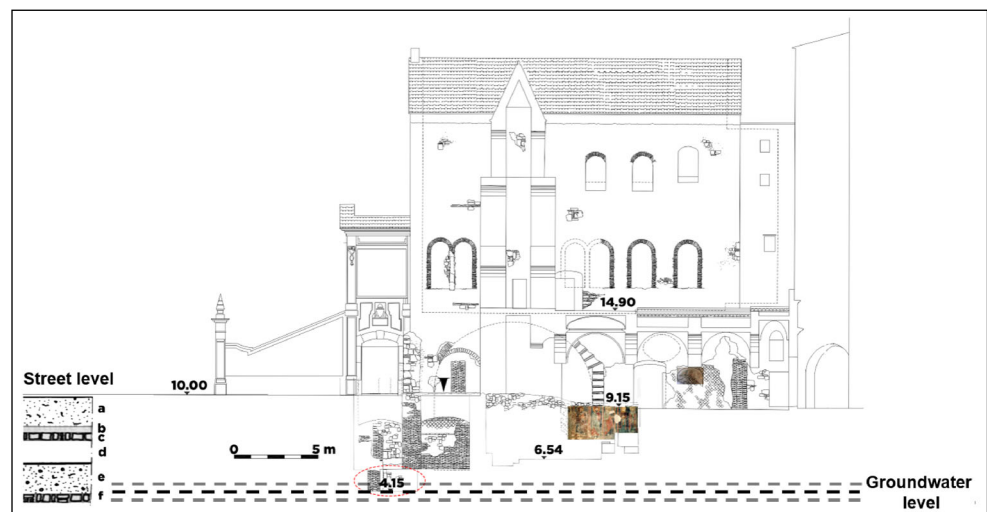 14.90
Street level
10.00
9.15
a
b
c
d
e
f
0 5 m
6.54
4.15
Groundwater
level